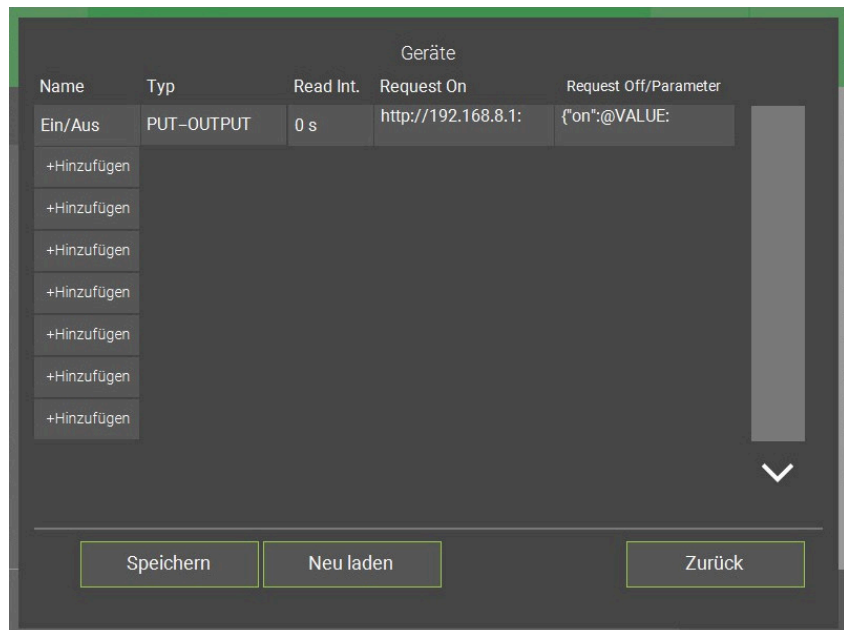 Geräte
Name Typ Read Int. Request On Request Off/Parameter
Ein/Aus PUT-OUTPUT 0 s http://192.168.8.1: {"on":@VALUE:
+Hinzufügen
+Hinzufügen
+Hinzufügen
+Hinzufügen
+Hinzufügen
+Hinzufügen
+Hinzufügen
Speichern Neu laden Zurück